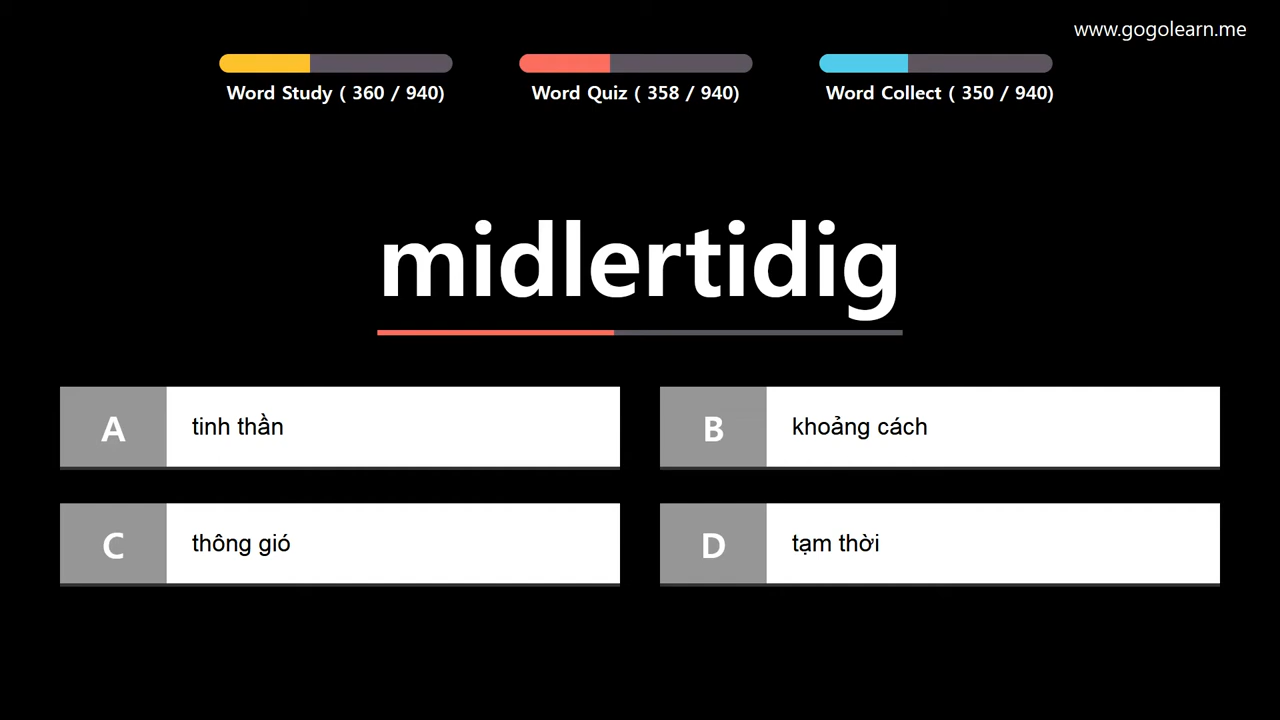 www.gogolearn.me
Word Study ( 360 / 940)
Word Quiz ( 358 / 940)
Word Collect ( 350 / 940)
midlertidig
A
tinh thần
B
khoảng cách
C
thông gió
D
tạm thời